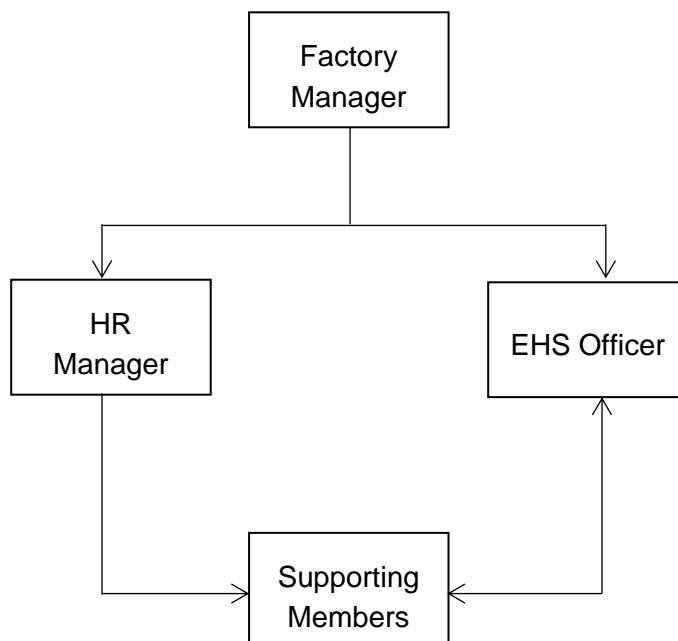 Factory
Manager
HR
Manager
EHS Officer
Supporting
Members